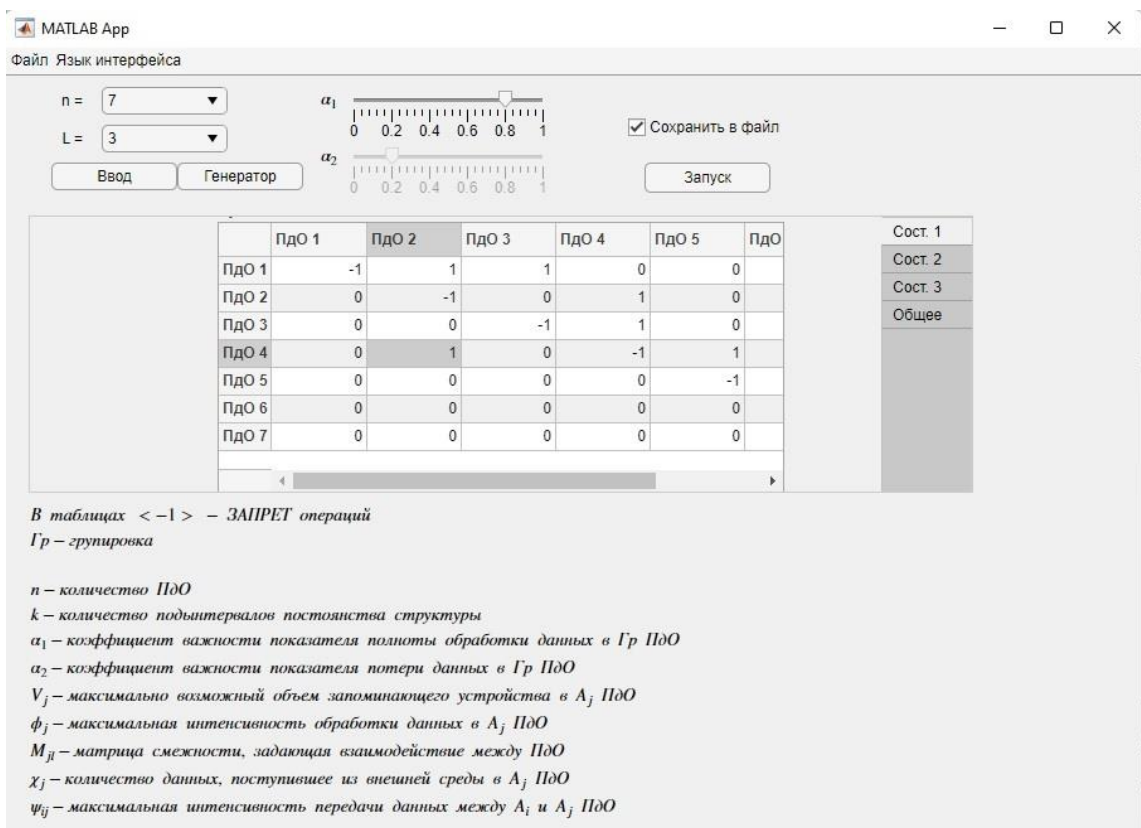 MATLAB App
Файл Язык интерфейса
n = 7
L = 3
Ввод Генератор
α₁
0 0.2 0.4 0.6 0.8 1
α₂
0 0.2 0.4 0.6 0.8 1
Сохранить в файл
Запуск
ПдО 1 ПдО 2 ПдО 3 ПдО 4 ПдО 5 ПдО
ПдО 1 -1 1 1 0 0
ПдО 2 0 -1 0 1 0
ПдО 3 0 0 -1 1 0
ПдО 4 0 1 0 -1 1
ПдО 5 0 0 0 0 -1
ПдО 6 0 0 0 0 0
ПдО 7 0 0 0 0 0
Сост. 1
Сост. 2
Сост. 3
Общее
В таблицах < −1 > − ЗАПРЕТ операций
Гр − групировка
n − количество ПдО
k − количество подынтервалов постоянства структуры
α₁ − коэффициент важности показателя полноты обработки данных в Гр ПдО
α₂ − коэффициент важности показателя потери данных в Гр ПдО
Vⱼ − максимально возможный объем запоминающего устройства в Aⱼ ПдО
ϕⱼ − максимальная интенсивность обработки данных в Aⱼ ПдО
Mⱼₗ − матрица смежности, задающая взаимодействие между ПдО
χⱼ − количество данных, поступившее из внешней среды в Aⱼ ПдО
ψᵢⱼ − максимальная интенсивность передачи данных между Aᵢ и Aⱼ ПдО